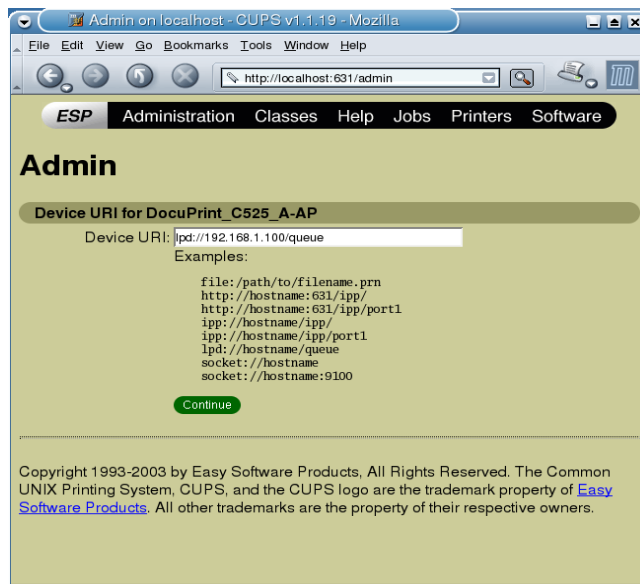 Admin on localhost - CUPS v1.1.19 - Mozilla
File Edit View Go Bookmarks Tools Window Help
http://localhost:631/admin
ESP Administration Classes Help Jobs Printers Software
Admin
Device URI for DocuPrint_C525_A-AP
Device URI: lpd://192.168.1.100/queue
Examples:
file:/path/to/filename.prn
http://hostname:631/ipp/
http://hostname:631/ipp/port1
ipp://hostname/ipp/
ipp://hostname/ipp/port1
lpd://hostname/queue
socket://hostname
socket://hostname:9100
Continue
Copyright 1993-2003 by Easy Software Products, All Rights Reserved. The Common
UNIX Printing System, CUPS, and the CUPS logo are the trademark property of Easy
Software Products. All other trademarks are the property of their respective owners.